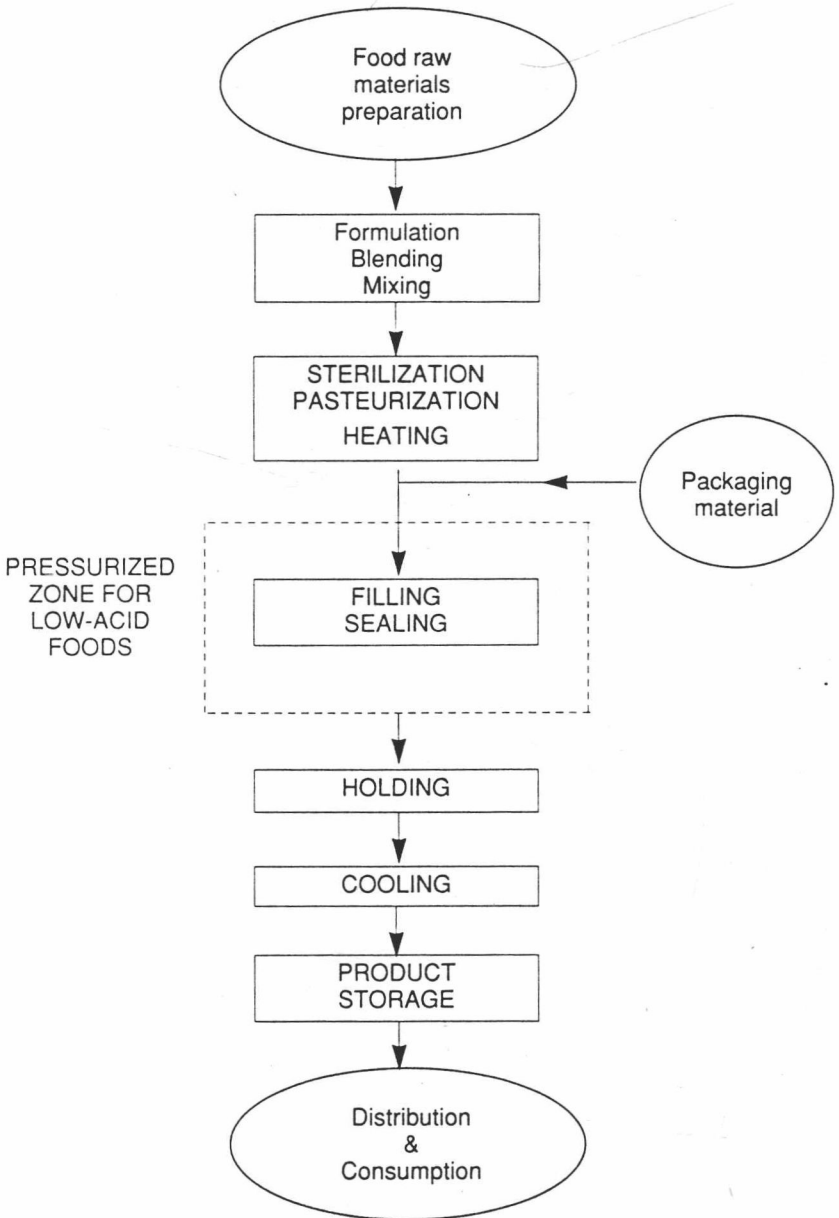 Food raw
materials
preparation
Formulation
Blending
Mixing
STERILIZATION
PASTEURIZATION
HEATING
Packaging
material
PRESSURIZED
ZONE FOR
LOW-ACID
FOODS
FILLING
SEALING
HOLDING
COOLING
PRODUCT
STORAGE
Distribution
&
Consumption